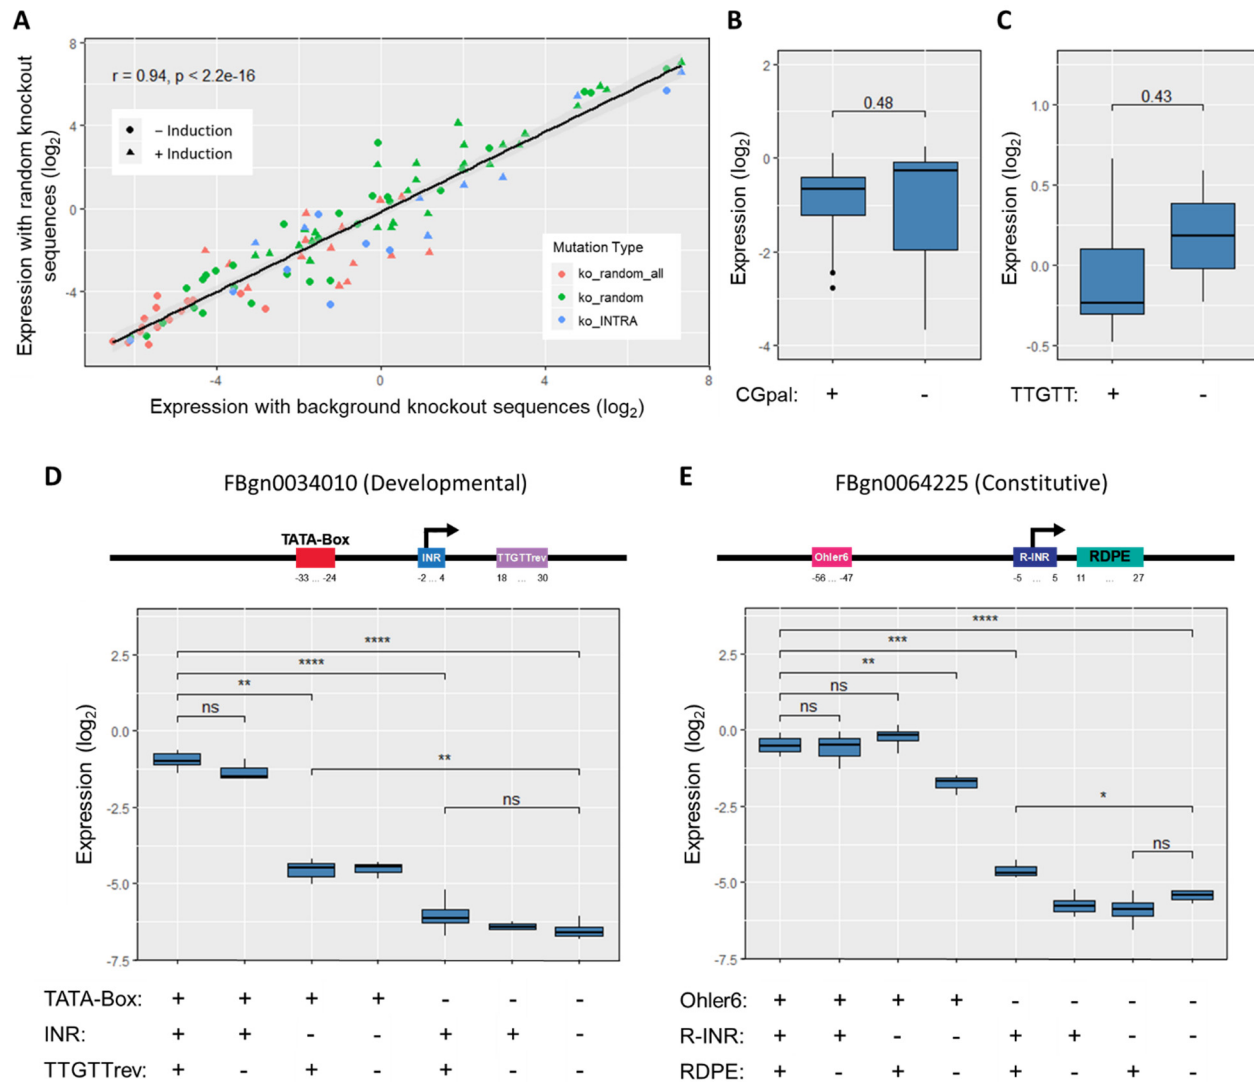 A
Expression with random knockout
sequences (log2)
8
4
0
-4
r = 0.94, p < 2.2e-16
– Induction
+ Induction
Mutation Type
ko_random_all
ko_random
ko_INTRA
-4
0
4
8
Expression with background knockout sequences (log2)
B
Expression (log2)
2
0
-2
-4
0.48
CGpal: + -
C
Expression (log2)
1.0
0.5
0.0
-0.5
0.43
TTGTT: + -
D
FBgn0034010 (Developmental)
TATA-Box
INR
TTGTTrev
-33 ... -24
-2 ... 4
18 ... 30
Expression (log2)
2.5
0.0
-2.5
-5.0
-7.5
****
****
**
ns
**
ns
TATA-Box: + + + + - - -
INR: + + - - + + -
TTGTTrev: + - + - + - -
E
FBgn0064225 (Constitutive)
Ohler6
R-INR
RDPE
-56 ... -47
-5 ... 5
11 ... 27
Expression (log2)
2.5
0.0
-2.5
-5.0
-7.5
****
***
**
ns
ns
*
ns
Ohler6: + + + + - - -
R-INR: + + - - + + - -
RDPE: + - + - + - + -